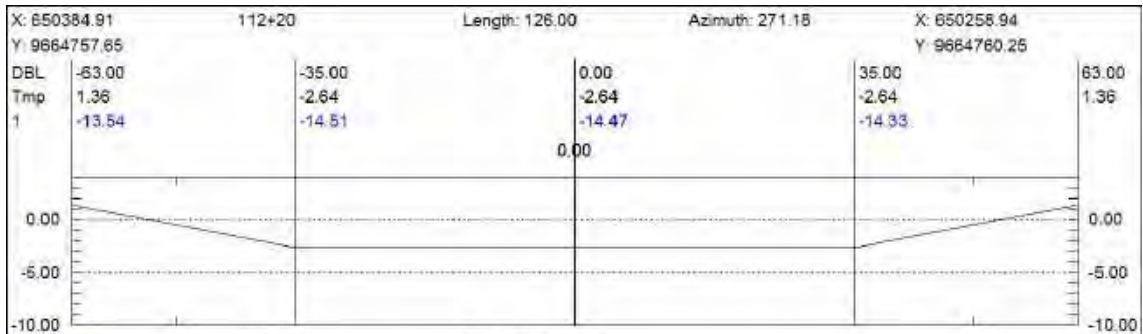 X: 650384.91 112+20 Length: 126.00 Azimuth: 271.18 X: 650258.94
Y: 9664757.65 Y: 9664760.25
DBL -63.00 -35.00 0.00 35.00 63.00
Tmp 1.36 -2.64 -2.64 -2.64 1.36
1 -13.54 -14.51 -14.47 -14.33
0.00
0.00 0.00
-5.00 -5.00
-10.00 -10.00